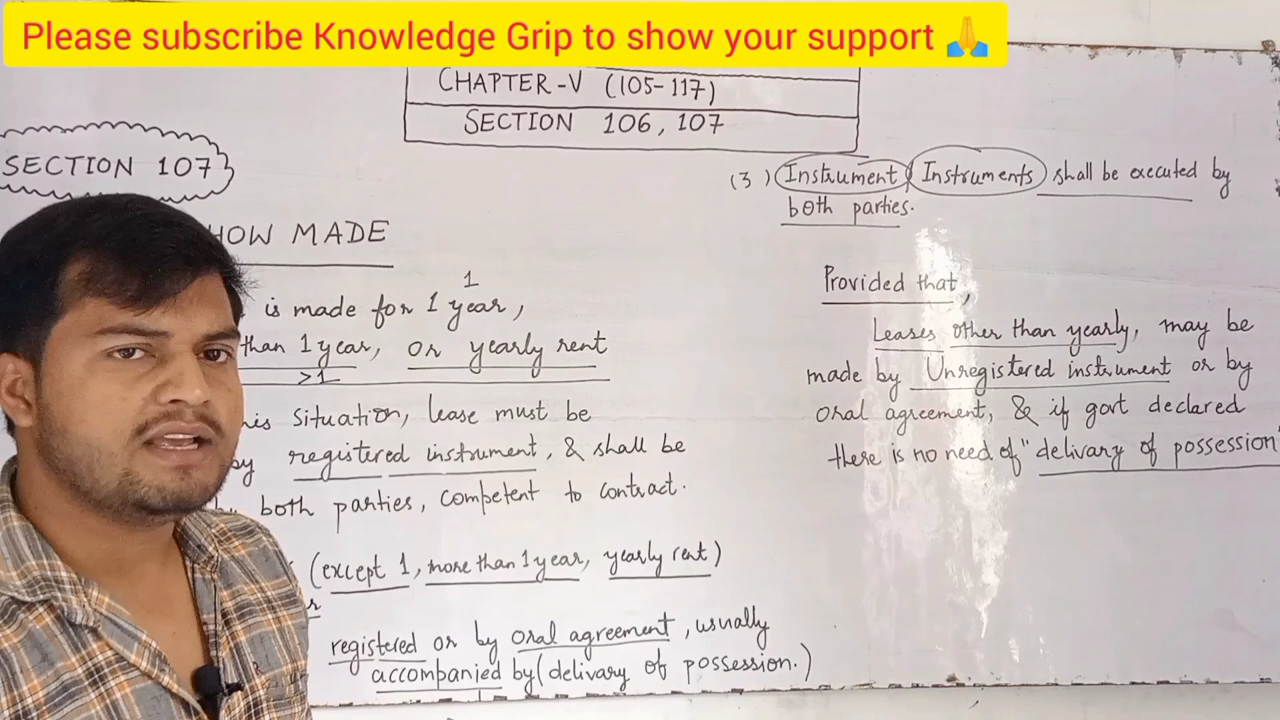 Please subscribe Knowledge Grip to show your support 🙏
CHAPTER-V (105-117)
SECTION 106, 107
SECTION 107
HOW MADE
1
is made for 1 year,
than 1 year, or yearly rent
>1
his situation, lease must be
by registered instrument, & shall be
both parties, competent to contract.
(except 1, more than 1 year, yearly rent)
registered or by oral agreement, usually
accompanied by (delivary of possession.)
(3) Instrument/Instruments shall be executed by
both parties.
Provided that,
Leases other than yearly, may be
made by Unregistered instrument or by
oral agreement, & if govt declared
there is no need of "delivary of possession"